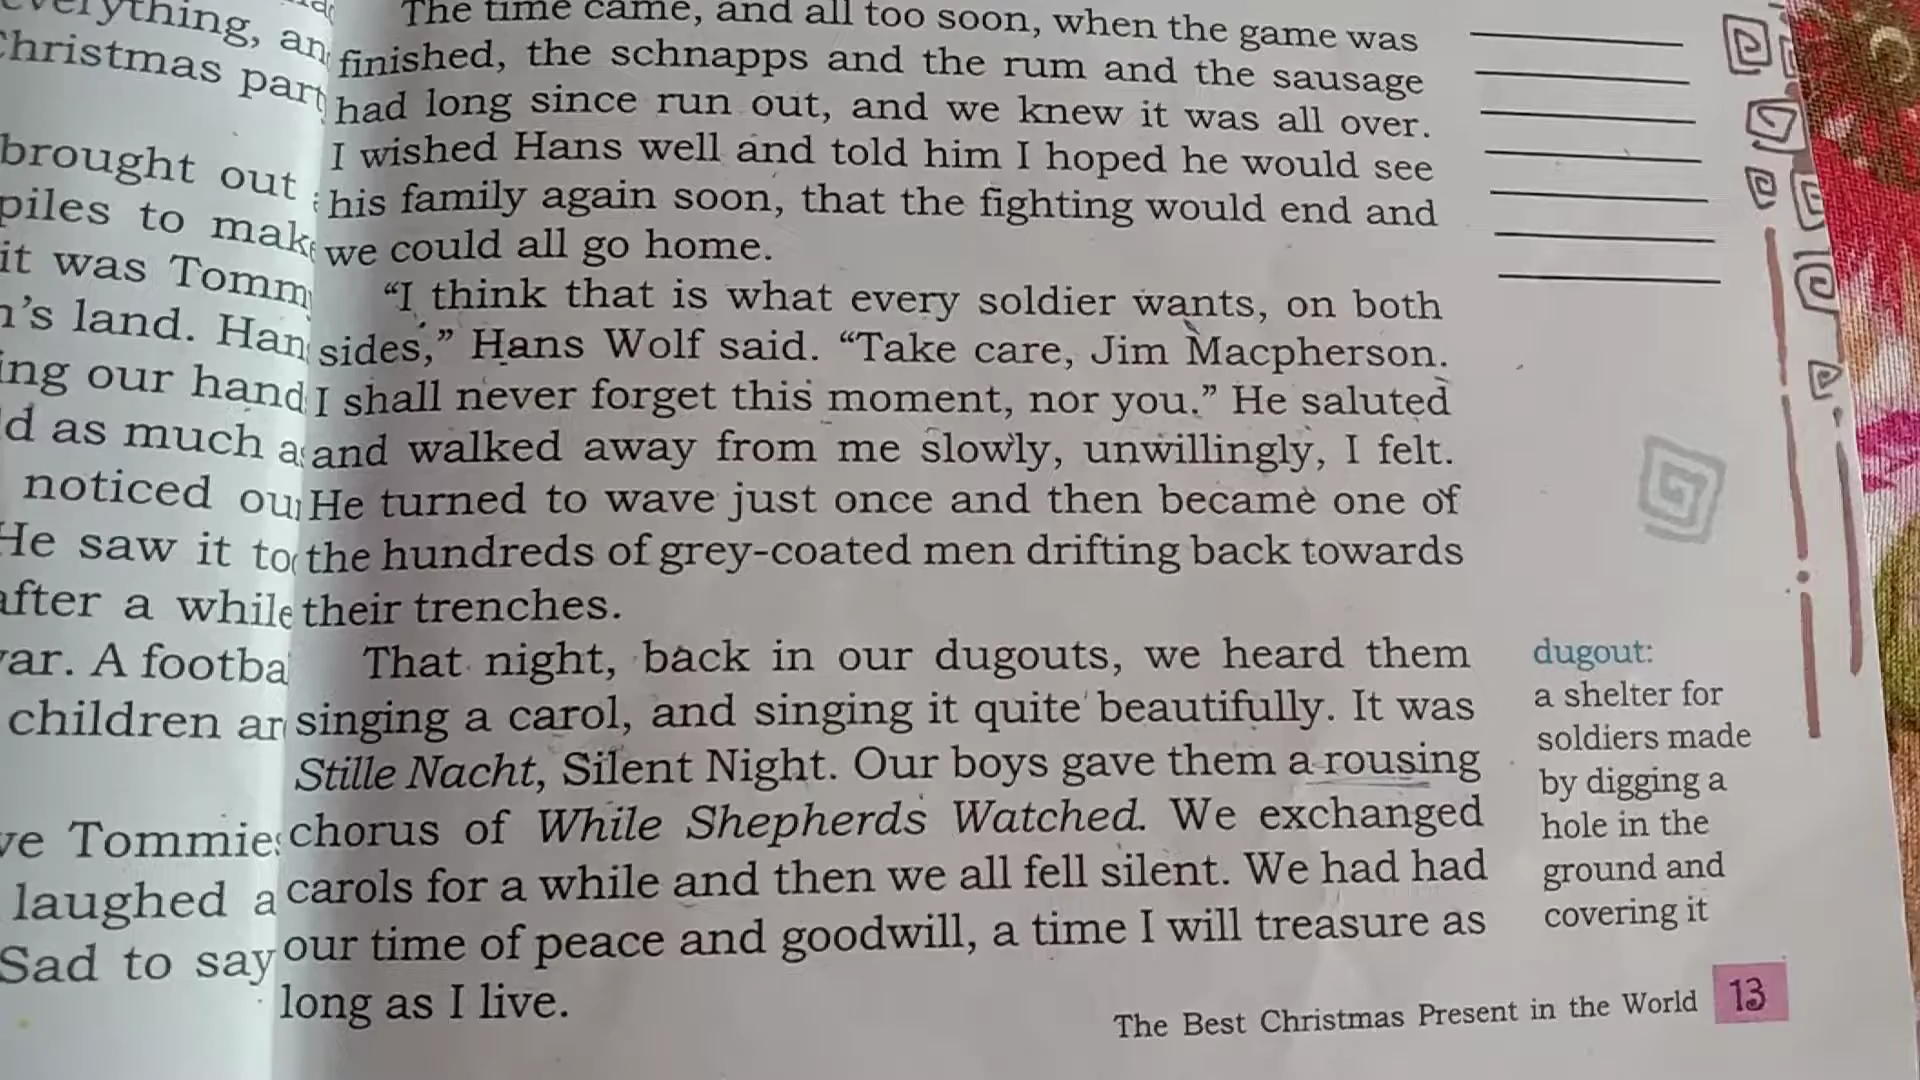 everything, an
Christmas part
brought out
piles to make
it was Tomm
n's land. Han
ing our hand
d as much a
noticed our
He saw it to
after a while
var. A footba
children ar
ve Tommies
laughed a
Sad to say
The time came, and all too soon, when the game was
finished, the schnapps and the rum and the sausage
had long since run out, and we knew it was all over.
I wished Hans well and told him I hoped he would see
his family again soon, that the fighting would end and
we could all go home.
“I think that is what every soldier wants, on both
sides,” Hans Wolf said. “Take care, Jim Macpherson.
I shall never forget this moment, nor you.” He saluted
and walked away from me slowly, unwillingly, I felt.
He turned to wave just once and then became one of
the hundreds of grey-coated men drifting back towards
their trenches.
That night, back in our dugouts, we heard them
singing a carol, and singing it quite beautifully. It was
Stille Nacht, Silent Night. Our boys gave them a rousing
chorus of While Shepherds Watched. We exchanged
carols for a while and then we all fell silent. We had had
our time of peace and goodwill, a time I will treasure as
long as I live.
dugout:
a shelter for
soldiers made
by digging a
hole in the
ground and
covering it
The Best Christmas Present in the World 13